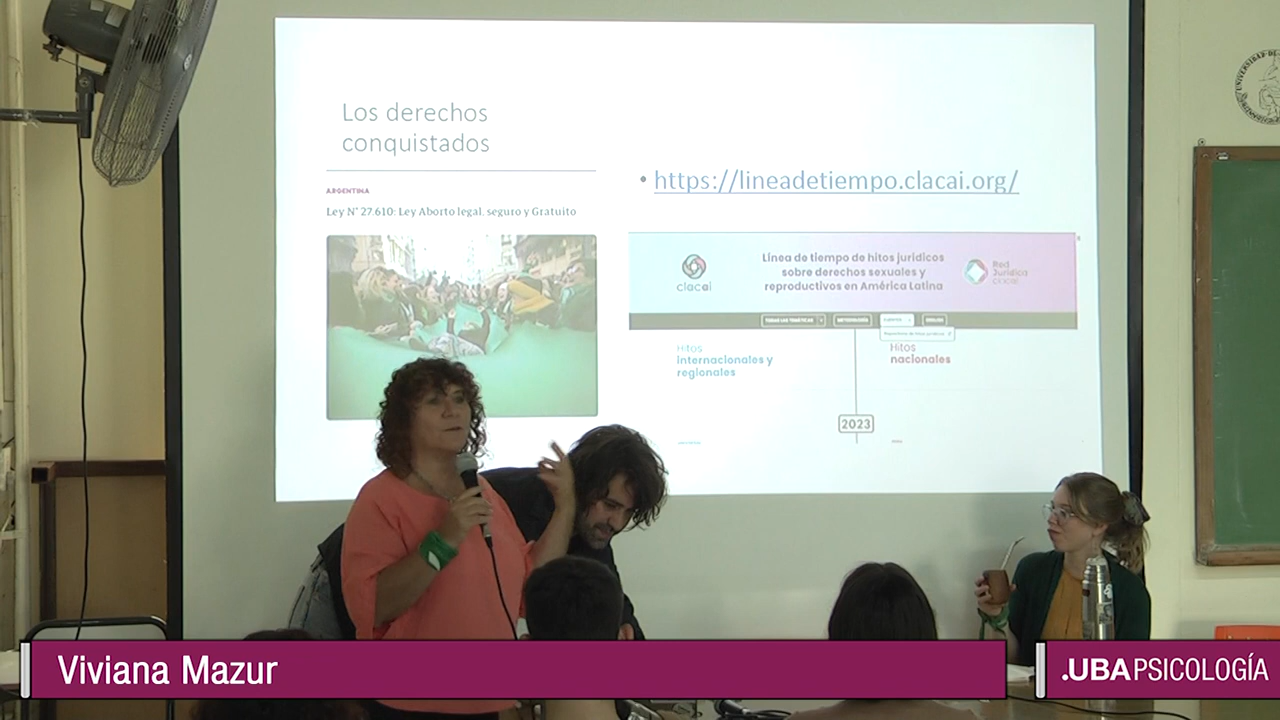 Los derechos
conquistados
ARGENTINA
Ley N° 27.610: Ley Aborto legal, seguro y Gratuito
• https://lineadetiempo.clacai.org/
clacai
Línea de tiempo de hitos jurídicos
sobre derechos sexuales y
reproductivos en América Latina
Red
Jurídica
clacai
Hitos
internacionales y
regionales
Hitos
nacionales
2023
Viviana Mazur
.UBAPSICOLOGÍA